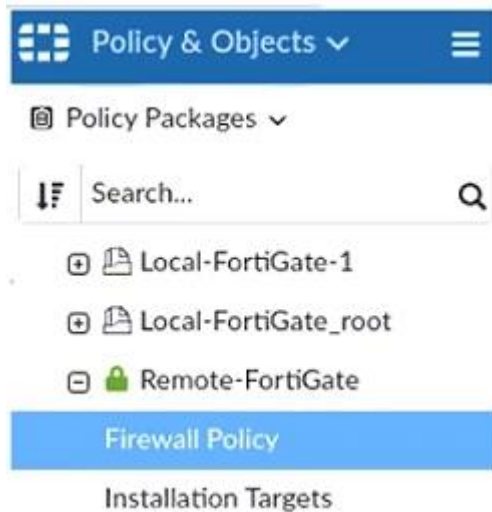 Policy & Objects
Policy Packages
Search...
Local-FortiGate-1
Local-FortiGate_root
Remote-FortiGate
Firewall Policy
Installation Targets